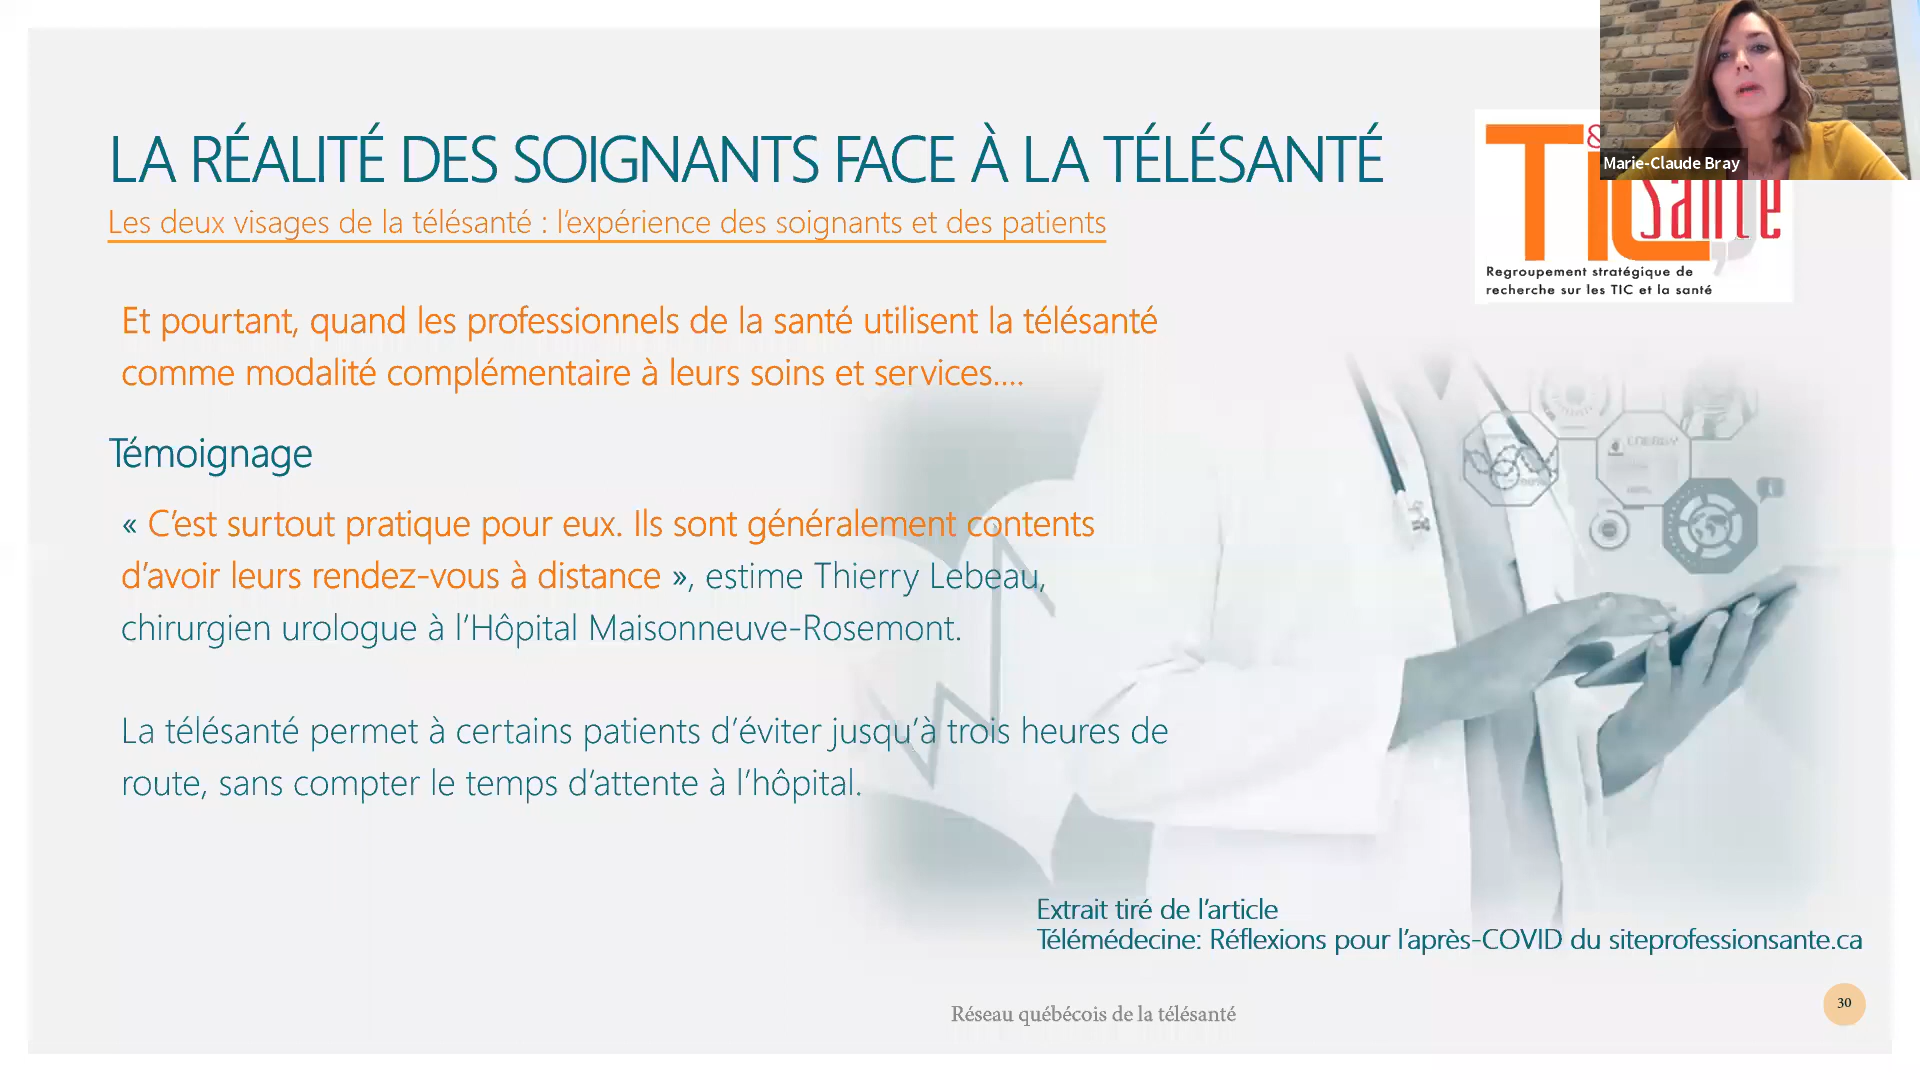 LA RÉALITÉ DES SOIGNANTS FACE À LA TÉLÉSANTÉ
Les deux visages de la télésanté : l’expérience des soignants et des patients
Marie-Claude Bray
&
TIC
santé
Regroupement stratégique de
recherche sur les TIC et la santé
Et pourtant, quand les professionnels de la santé utilisent la télésanté
comme modalité complémentaire à leurs soins et services....
Témoignage
« C’est surtout pratique pour eux. Ils sont généralement contents
d’avoir leurs rendez-vous à distance », estime Thierry Lebeau,
chirurgien urologue à l’Hôpital Maisonneuve-Rosemont.
La télésanté permet à certains patients d’éviter jusqu’à trois heures de
route, sans compter le temps d’attente à l’hôpital.
ENERGY
Extrait tiré de l’article
Télémédecine: Réflexions pour l’après-COVID du siteprofessionsante.ca
Réseau québécois de la télésanté
30